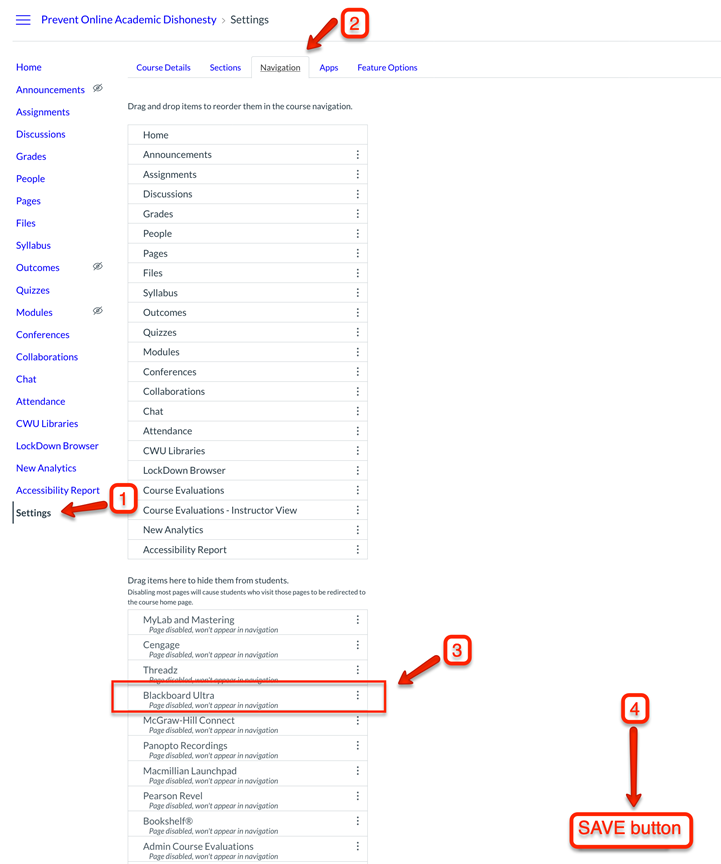 Prevent Online Academic Dishonesty > Settings
2
Home
Announcements
Assignments
Discussions
Grades
People
Pages
Files
Syllabus
Outcomes
Quizzes
Modules
Conferences
Collaborations
Chat
Attendance
CWU Libraries
LockDown Browser
New Analytics
Accessibility Report
Settings
1
Course Details Sections Navigation Apps Feature Options
Drag and drop items to reorder them in the course navigation.
Home
Announcements
Assignments
Discussions
Grades
People
Pages
Files
Syllabus
Outcomes
Quizzes
Modules
Conferences
Collaborations
Chat
Attendance
CWU Libraries
LockDown Browser
Course Evaluations
Course Evaluations - Instructor View
New Analytics
Accessibility Report
Drag items here to hide them from students.
Disabling most pages will cause students who visit those pages to be redirected to
the course home page.
MyLab and Mastering
Page disabled, won't appear in navigation
Cengage
Page disabled, won't appear in navigation
Threadz
Page disabled, won't appear in navigation
Blackboard Ultra
Page disabled, won't appear in navigation
McGraw-Hill Connect
Page disabled, won't appear in navigation
Panopto Recordings
Page disabled, won't appear in navigation
Macmillian Launchpad
Page disabled, won't appear in navigation
Pearson Revel
Page disabled, won't appear in navigation
Bookshelf®
Page disabled, won't appear in navigation
Admin Course Evaluations
Page disabled, won't appear in navigation
3
4
SAVE button